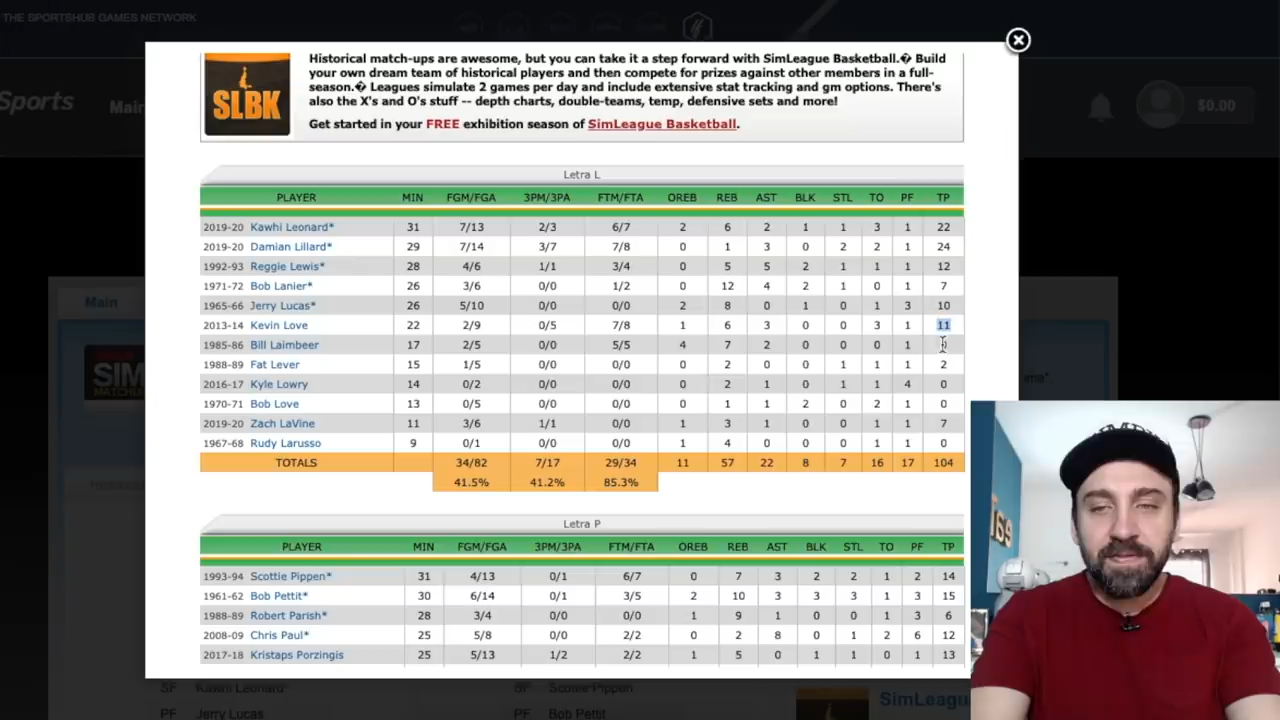 THE SPORTSHUB GAMES NETWORK
Sports
Main
$0.00
Historical match-ups are awesome, but you can take it a step forward with SimLeague Basketball.� Build
your own dream team of historical players and then compete for prizes against other members in a full-
season.� Leagues simulate 2 games per day and include extensive stat tracking and gm options. There's
also the X's and O's stuff -- depth charts, double-teams, temp, defensive sets and more!
Get started in your FREE exhibition season of SimLeague Basketball.
SLBK
Letra L
PLAYER MIN FGM/FGA 3PM/3PA FTM/FTA OREB REB AST BLK STL TO PF TP
2019-20 Kawhi Leonard* 31 7/13 2/3 6/7 2 6 2 1 1 3 1 22
2019-20 Damian Lillard* 29 7/14 3/7 7/8 0 1 3 0 2 2 1 24
1992-93 Reggie Lewis* 28 4/6 1/1 3/4 0 5 5 2 1 1 1 12
1971-72 Bob Lanier* 26 3/6 0/0 1/2 0 12 4 2 1 0 1 7
1965-66 Jerry Lucas* 26 5/10 0/0 0/0 2 8 0 1 0 1 3 10
2013-14 Kevin Love 22 2/9 0/5 7/8 1 6 3 0 0 3 1 11
1985-86 Bill Laimbeer 17 2/5 0/0 5/5 4 7 2 0 0 0 1
1988-89 Fat Lever 15 1/5 0/0 0/0 0 2 0 0 1 1 1 2
2016-17 Kyle Lowry 14 0/2 0/0 0/0 0 2 1 0 1 1 4 0
1970-71 Bob Love 13 0/5 0/0 0/0 0 1 1 2 0 2 1 0
2019-20 Zach LaVine 11 3/6 1/1 0/0 1 3 1 0 0 1 1 7
1967-68 Rudy Larusso 9 0/1 0/0 0/0 1 4 0 0 0 1 1 0
TOTALS 34/82 7/17 29/34 11 57 22 8 7 16 17 104
41.5% 41.2% 85.3%
Letra P
PLAYER MIN FGM/FGA 3PM/3PA FTM/FTA OREB REB AST BLK STL TO PF TP
1993-94 Scottie Pippen* 31 4/13 0/1 6/7 0 7 3 2 2 1 2 14
1961-62 Bob Pettit* 30 6/14 0/1 3/5 2 10 3 3 3 1 3 15
1988-89 Robert Parish* 28 3/4 0/0 0/0 1 9 1 0 0 1 3 6
2008-09 Chris Paul* 25 5/8 0/0 2/2 0 2 8 0 1 2 6 12
2017-18 Kristaps Porzingis 25 5/13 1/2 2/2 1 5 0 1 1 0 1 13
Main
SIM
SF Kawhi Leonard SF Scottie Pippen
PF Jerry Lucas PF Bob Pettit
SimLeague